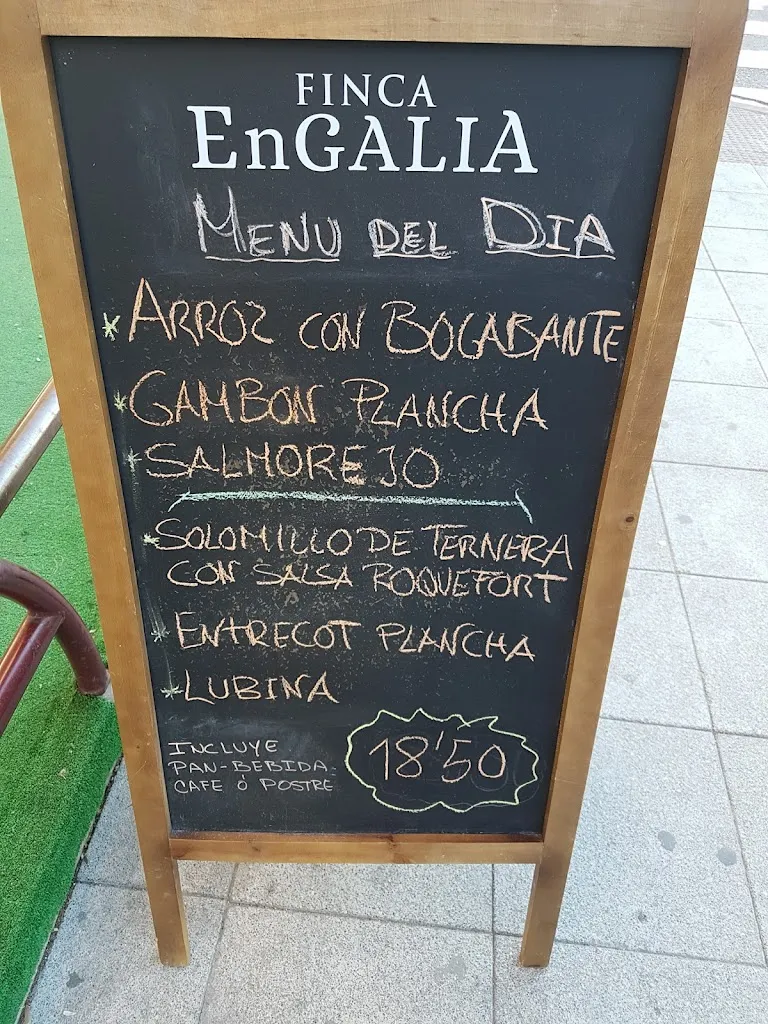 FINCA
EnGALIA
MENU DEL DIA
* ARROZ CON BOGABANTE
* GAMBON PLANCHA
* SALMOREJO
* SOLOMILLO DE TERNERA
CON SALSA ROQUEFORT
* ENTRECOT PLANCHA
* LUBINA
INCLUYE
PAN-BEBIDA
CAFE Ó POSTRE
18'50